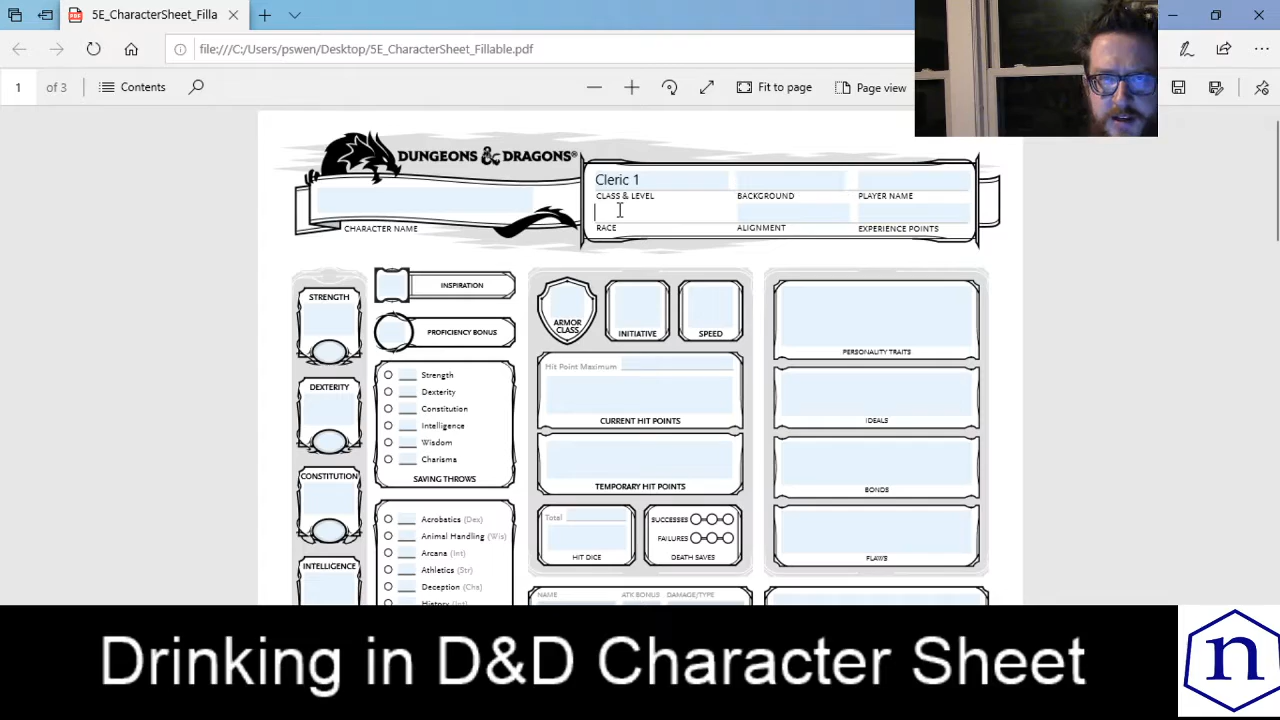 5E_CharacterSheet_Filla
file:///C:/Users/pswen/Desktop/5E_CharacterSheet_Fillable.pdf
1 of 3 Contents Fit to page Page view
DUNGEONS & DRAGONS®
Cleric 1
CLASS & LEVEL BACKGROUND PLAYER NAME
CHARACTER NAME RACE ALIGNMENT EXPERIENCE POINTS
STRENGTH
INSPIRATION
ARMOR CLASS
INITIATIVE SPEED
PROFICIENCY BONUS
PERSONALITY TRAITS
Hit Point Maximum
CURRENT HIT POINTS
IDEALS
DEXTERITY
Strength
Dexterity
Constitution
Intelligence
Wisdom
Charisma
SAVING THROWS
TEMPORARY HIT POINTS
BONDS
CONSTITUTION
Total
HIT DICE
SUCCESSES
FAILURES
DEATH SAVES
FLAWS
Acrobatics (Dex)
Animal Handling (Wis)
Arcana (Int)
Athletics (Str)
Deception (Cha)
History (Int)
INTELLIGENCE
NAME ATK BONUS DAMAGE/TYPE
Drinking in D&D Character Sheet
n